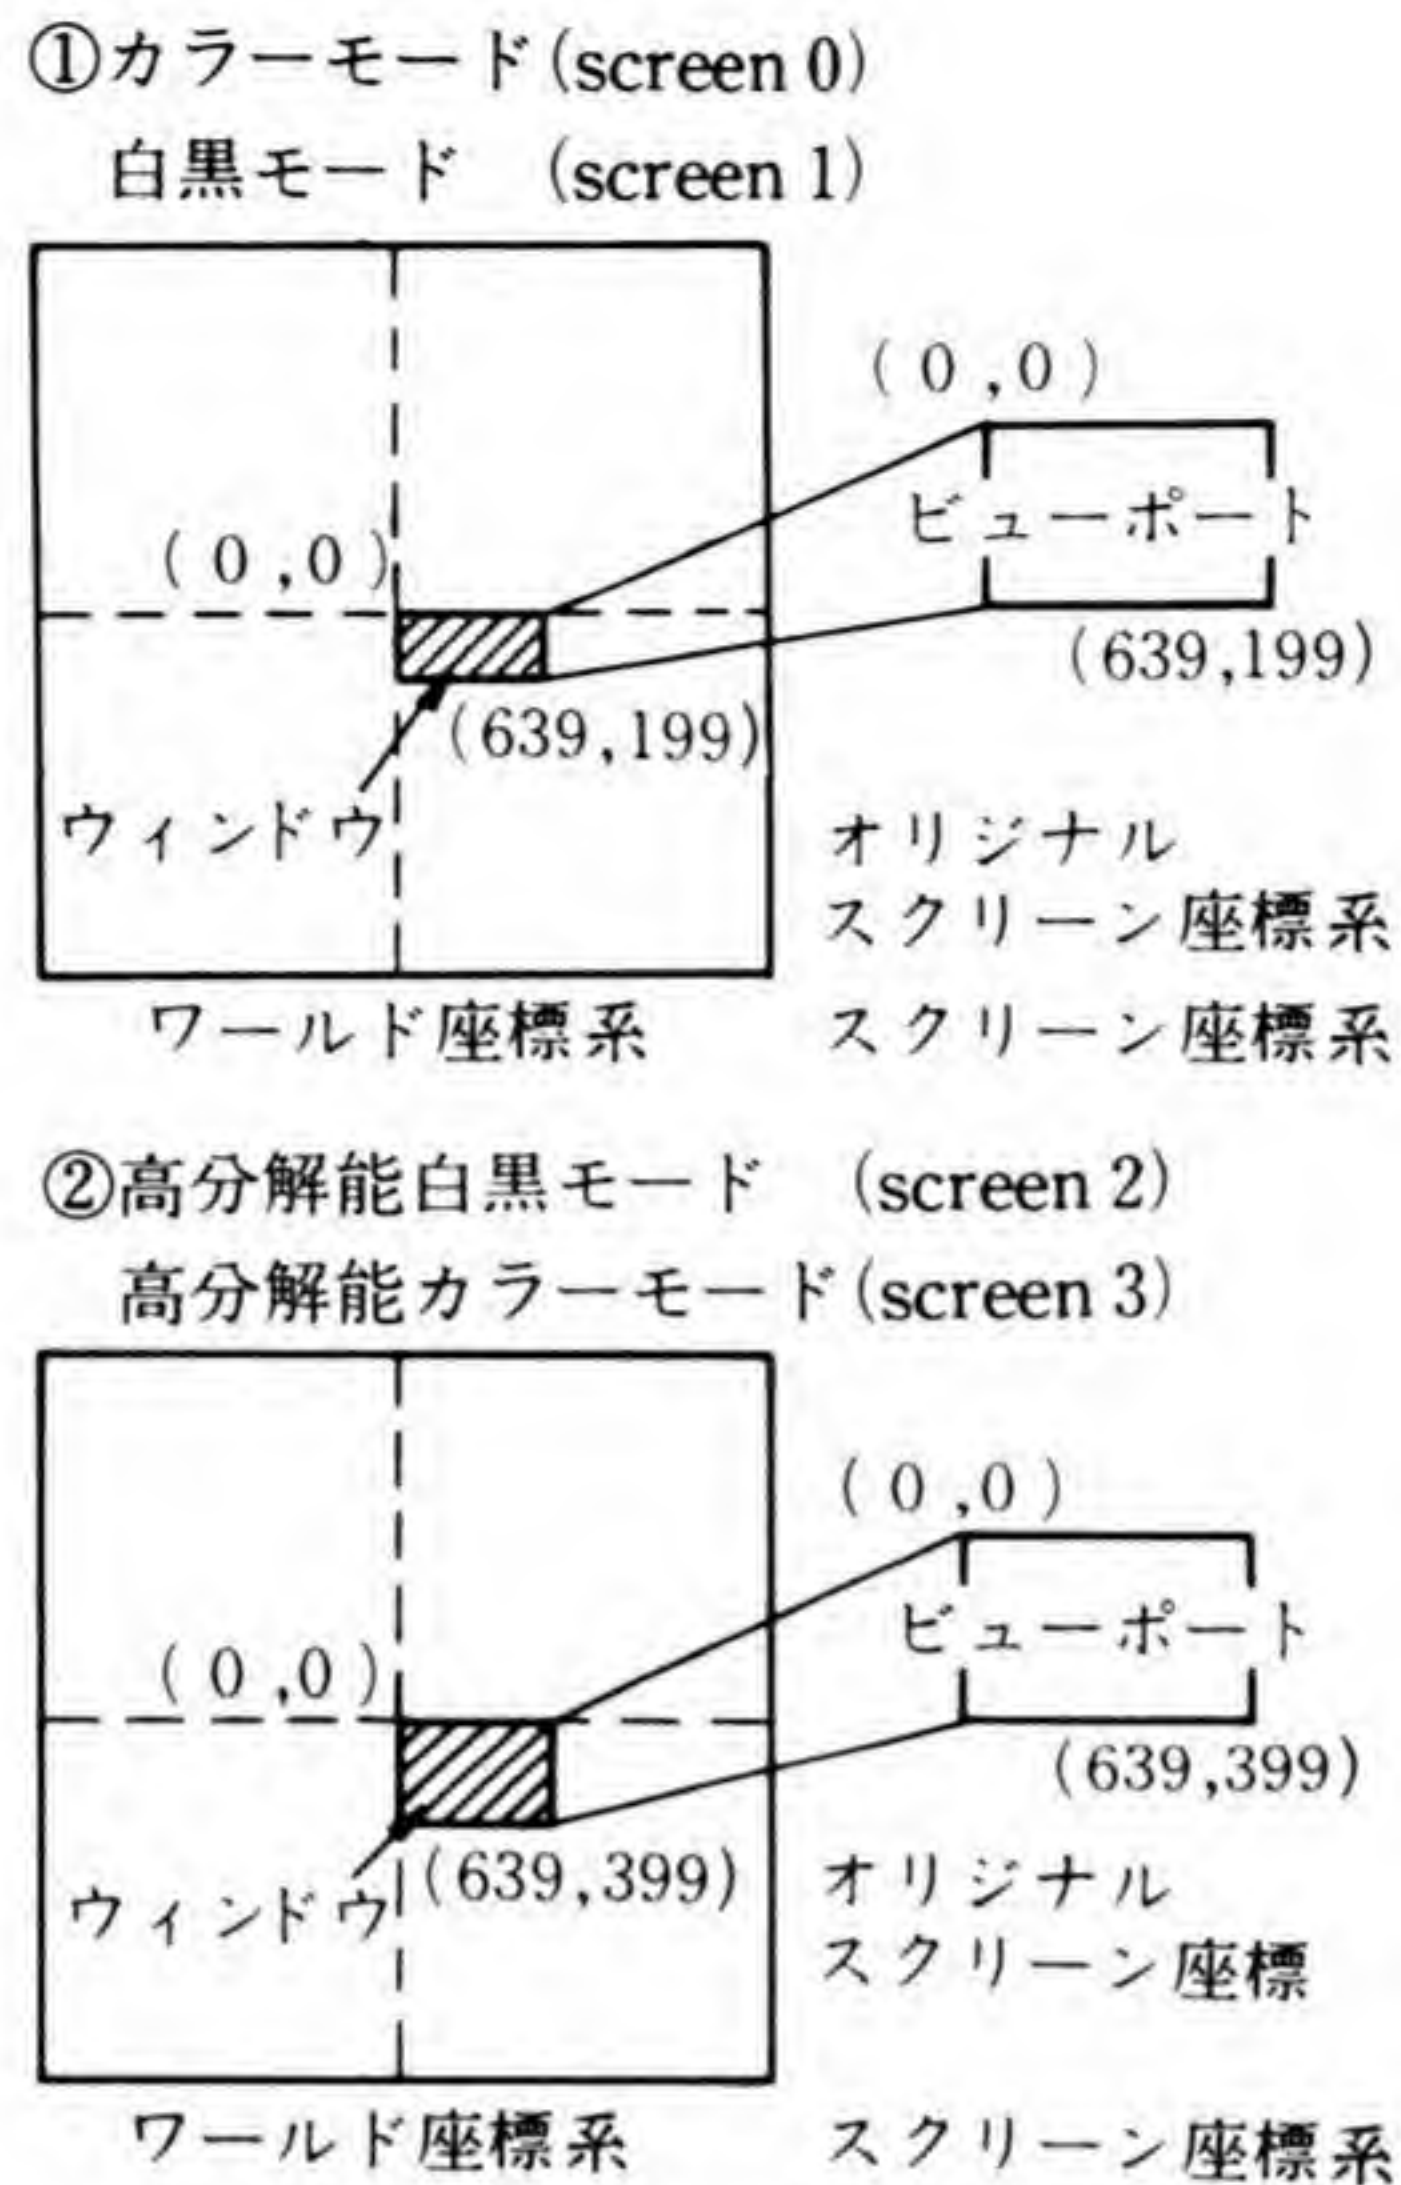 ①カラーモード(screen 0)
白黒モード (screen 1)
(0,0)
ビューポート
(0,0)
(639,199)
(639,199)
ウィンドウ
オリジナル
スクリーン座標系
ワールド座標系
スクリーン座標系
②高分解能白黒モード (screen 2)
高分解能カラーモード(screen 3)
(0,0)
ビューポート
(0,0)
(639,399)
(639,399)
ウィンドウ
オリジナル
スクリーン座標
ワールド座標系
スクリーン座標系